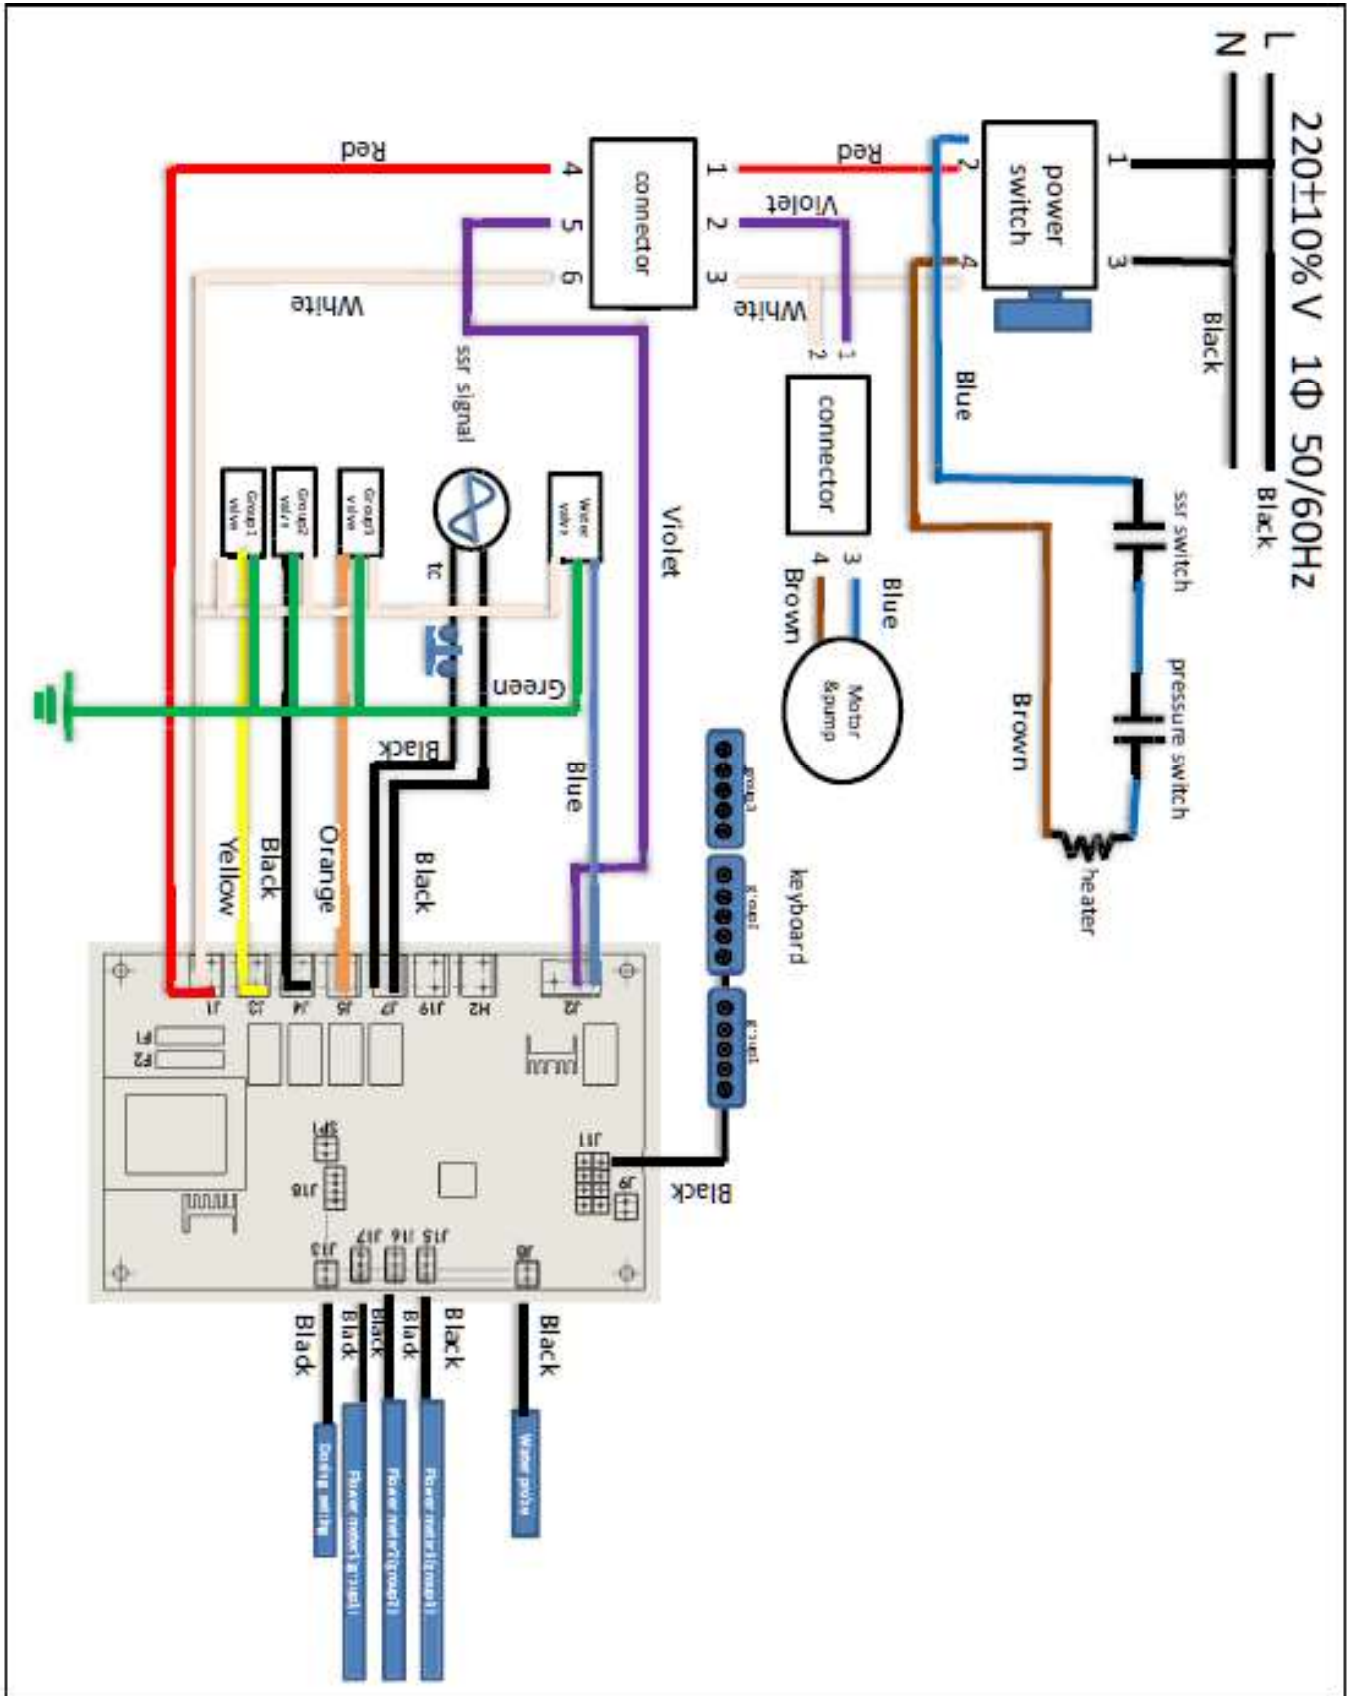 L
N
220±10% V 1Φ 50/60Hz
Black
Black
power
switch
1
3
2
4
Red
Violet
White
Blue
Brown
connector
1
2
3
4
5
6
Red
White
Violet
connector
1
2
3
4
Blue
Brown
Motor
&pump
ssr switch
pressure switch
heater
ssr signal
tc
Group1
valve
Group2
valve
Group3
valve
Water
valve
Green
Black
Blue
Yellow
Black
Orange
Black
keyboard
group3
group2
group1
Black
J1
J3
J4
J5
J7
J19
H2
J2
F1
F2
SP1
J18
J11
J9
J13
J17
J16
J15
J8
Black
Black
Black
Black
Black
Black
Water probe